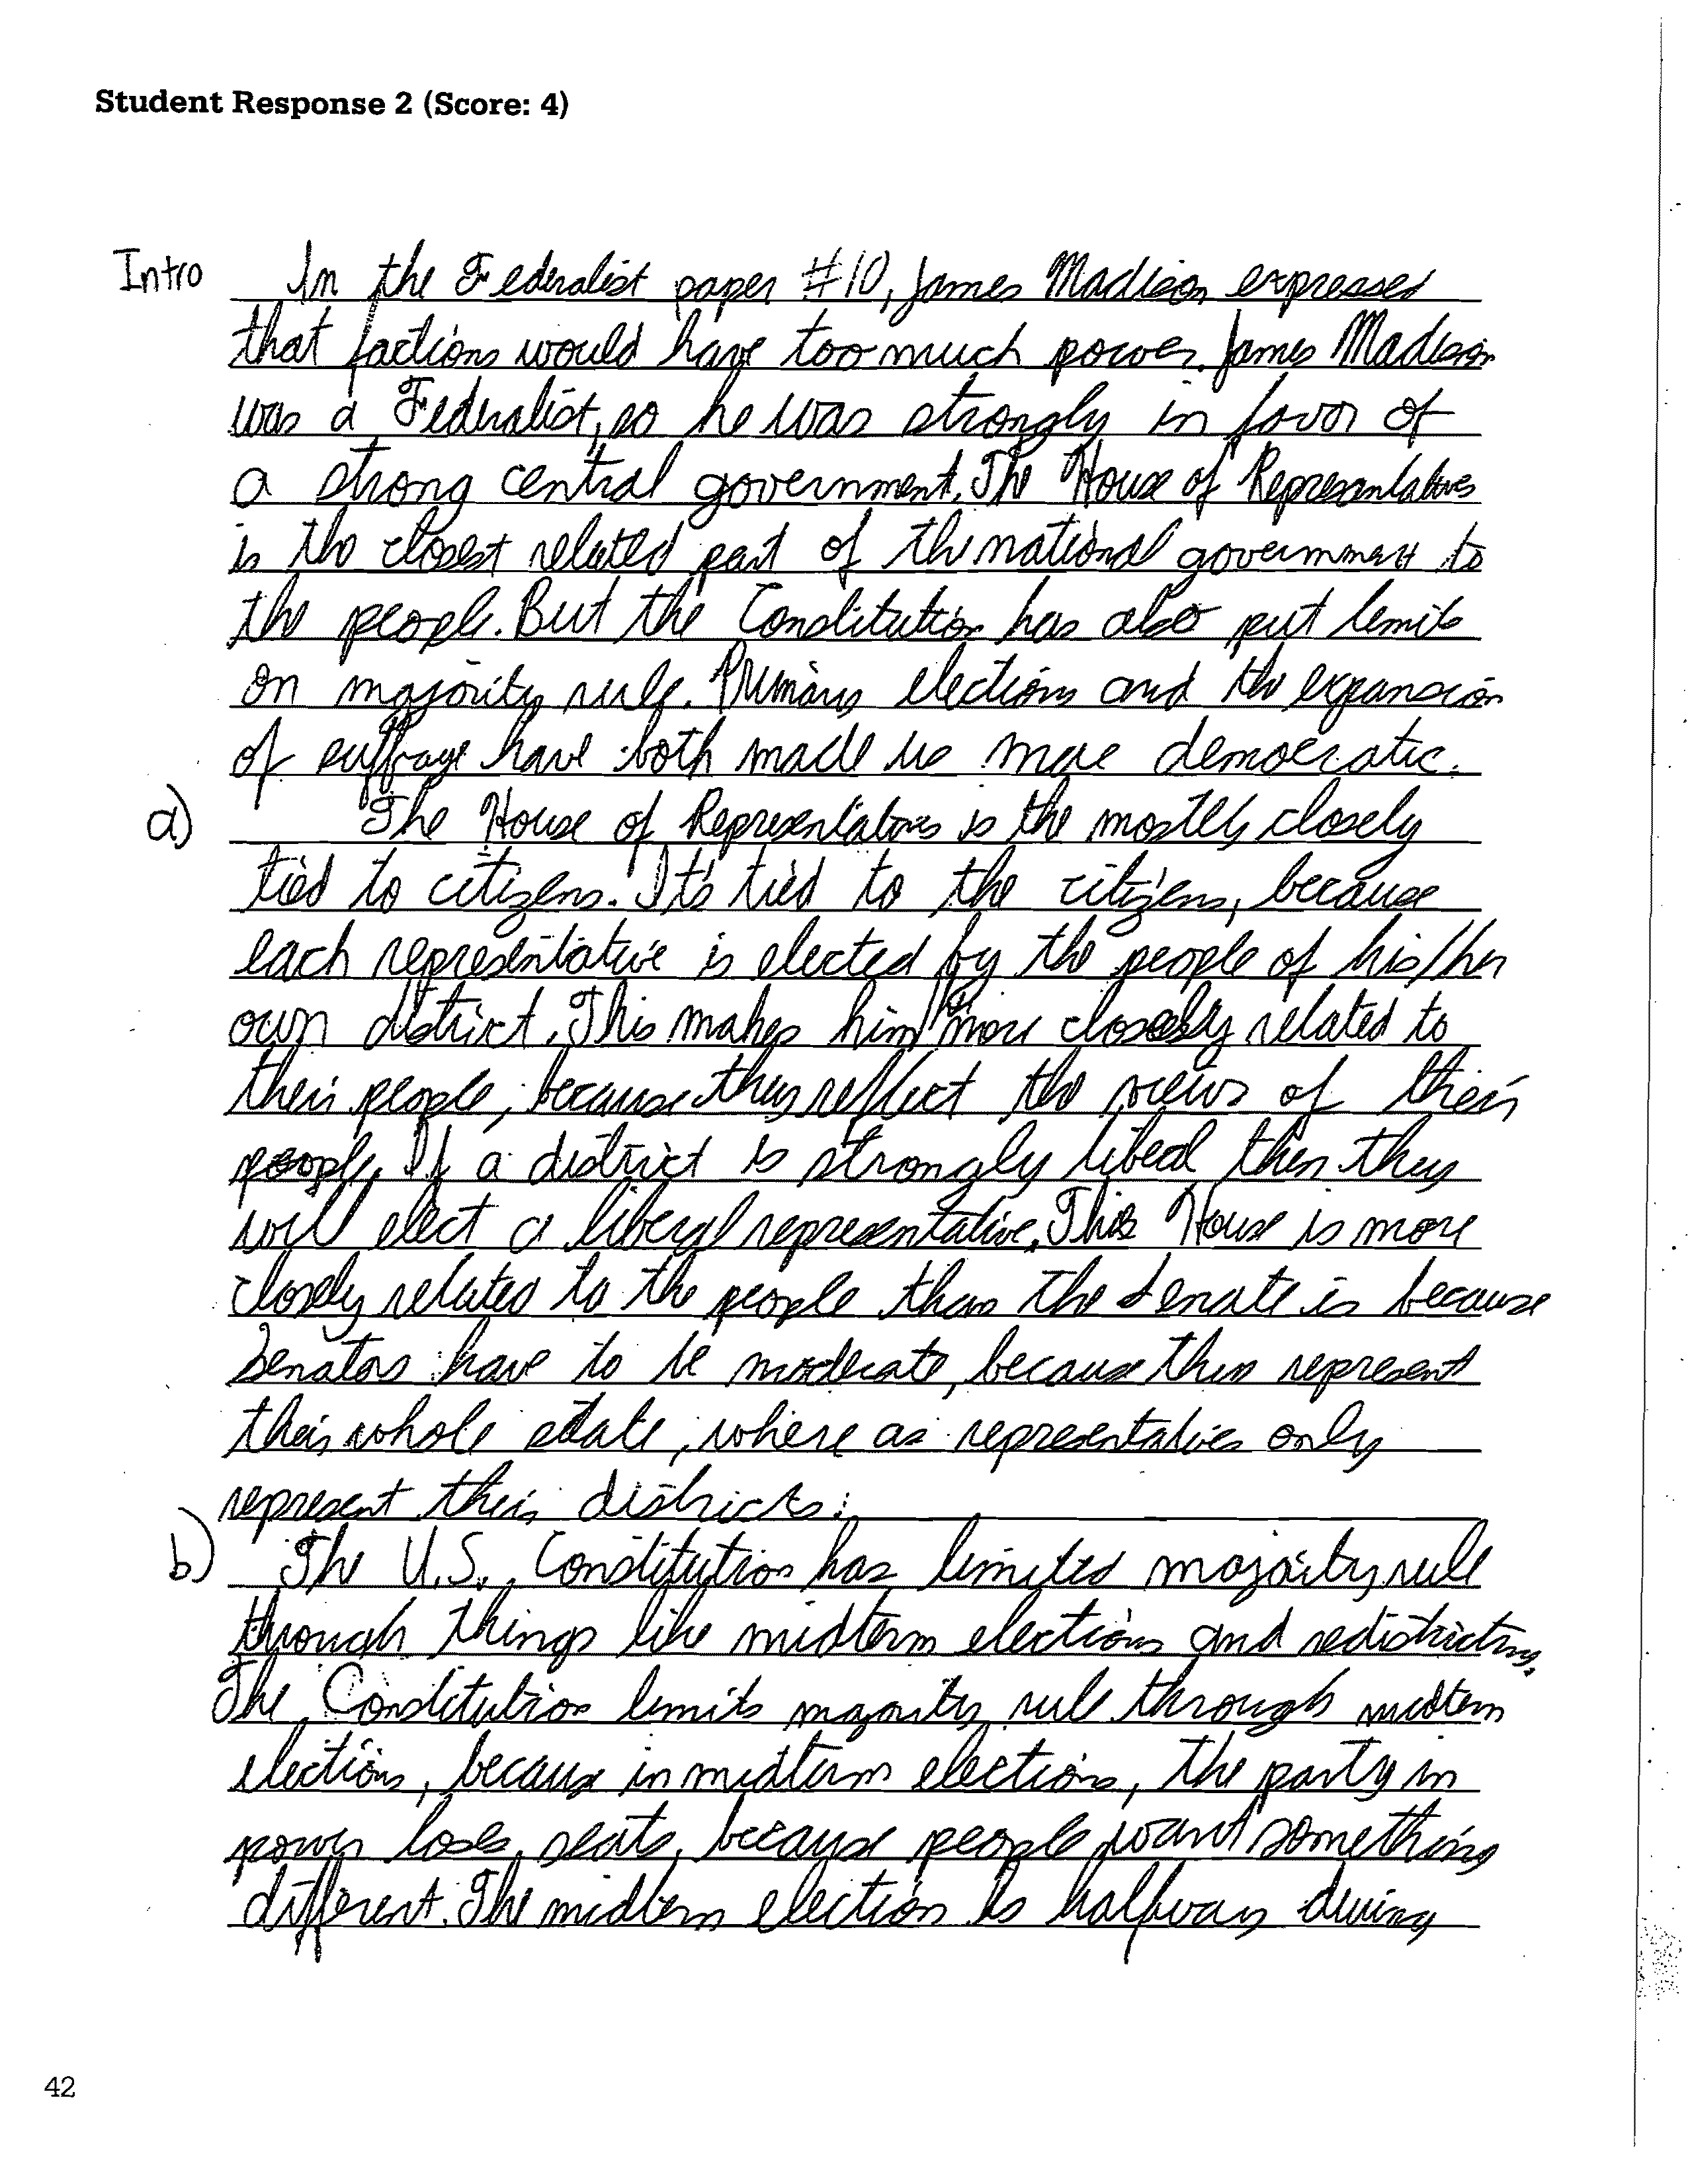 Student Response 2 (Score: 4)
Intro In the Federalist paper #10, James Madison expressed
that factions would have too much power. James Madison
was a Federalist, so he was strongly in favor of
a strong central government. The House of Representatives
is the closest related part of the national government to
the people. But the Constitution has also put limits
on majority rule. Primary elections and the expansion
of suffrage have both made us more democratic.
a) The House of Representatives is the mostly closely
tied to citizens. It's tied to the citizens, because
each representative is elected by the people of his/her
own district. This makes him/her more closely related to
their people, because they reflect the views of their
people. If a district is strongly liberal then they
will elect a liberal representative. This House is more
closely related to the people than the Senate is because
Senators have to be moderate, because they represent
their whole state, where as representatives only
represent their districts.
b) The U.S. Constitution has limited majority rule
through things like midterm elections and redistricting.
The Constitution limits majority rule through midterm
elections, because in midterm elections, the party in
power loses seats, because people want something
different. The midterm election is halfway during
42